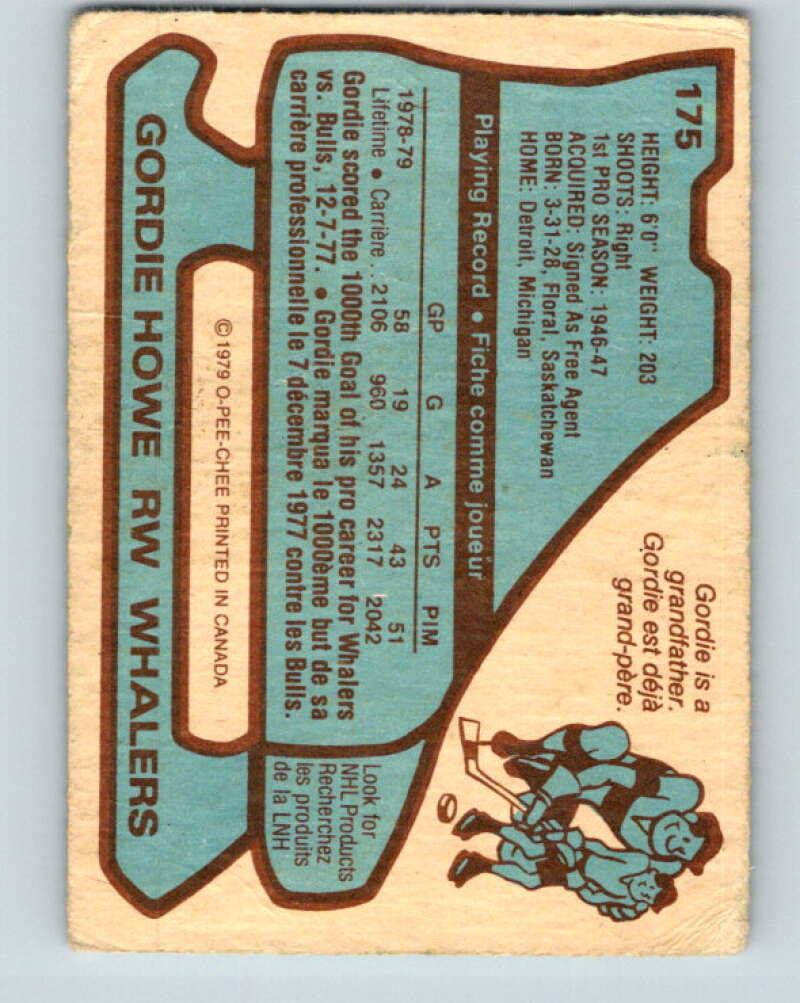 175
HEIGHT: 6'0" WEIGHT: 203
SHOOTS: Right
1st PRO SEASON: 1946-47
ACQUIRED: Signed As Free Agent
BORN: 3-31-28, Floral, Saskatchewan
HOME: Detroit, Michigan
Gordie is a
grandfather.
Gordie est déjà
grand-père.
Playing Record • Fiche comme joueur
GP G A PTS PIM
1978-79 58 19 24 43 51
Lifetime • Carrière .. 2106 960 1357 2317 2042
Gordie scored the 1000th Goal of his pro career for Whalers
vs. Bulls, 12-7-77. • Gordie marqua le 1000ème but de sa
carrière professionnelle le 7 décembre 1977 contre les Bulls.
Look for
NHL Products
Recherchez
les produits
de la LNH
© 1979 O-PEE-CHEE PRINTED IN CANADA
GORDIE HOWE RW WHALERS